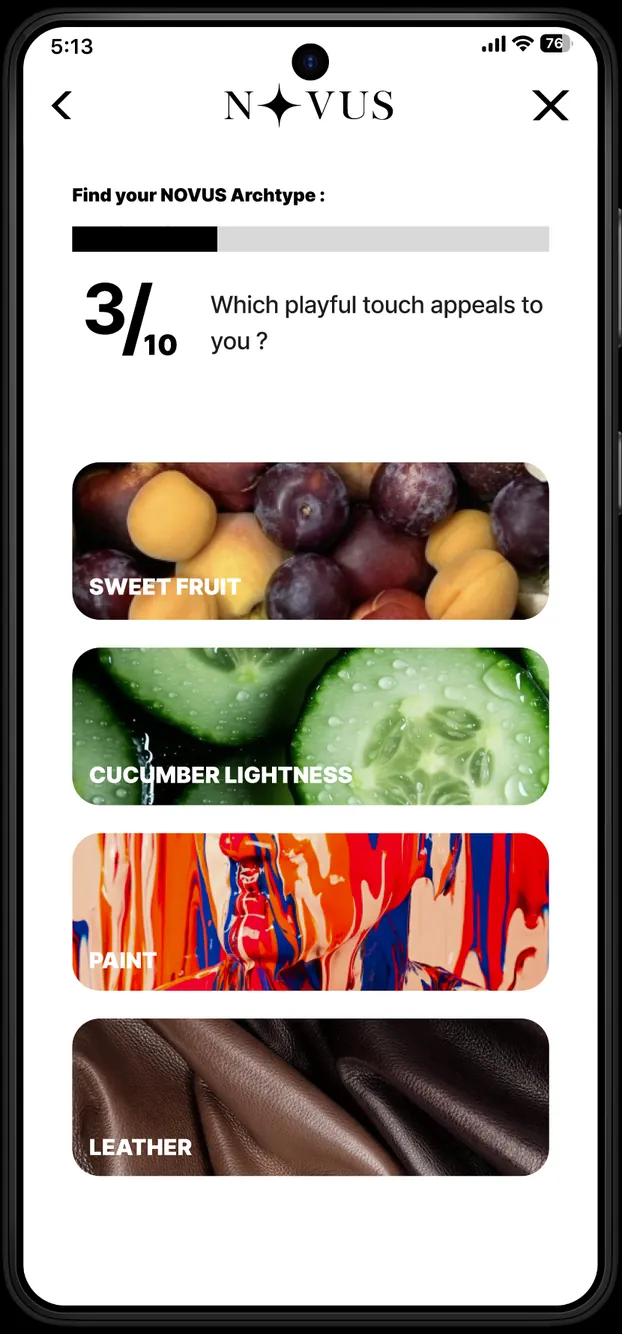 5:13
76
N✦VUS
Find your NOVUS Archtype :
3/10
Which playful touch appeals to
you ?
SWEET FRUIT
CUCUMBER LIGHTNESS
PAINT
LEATHER